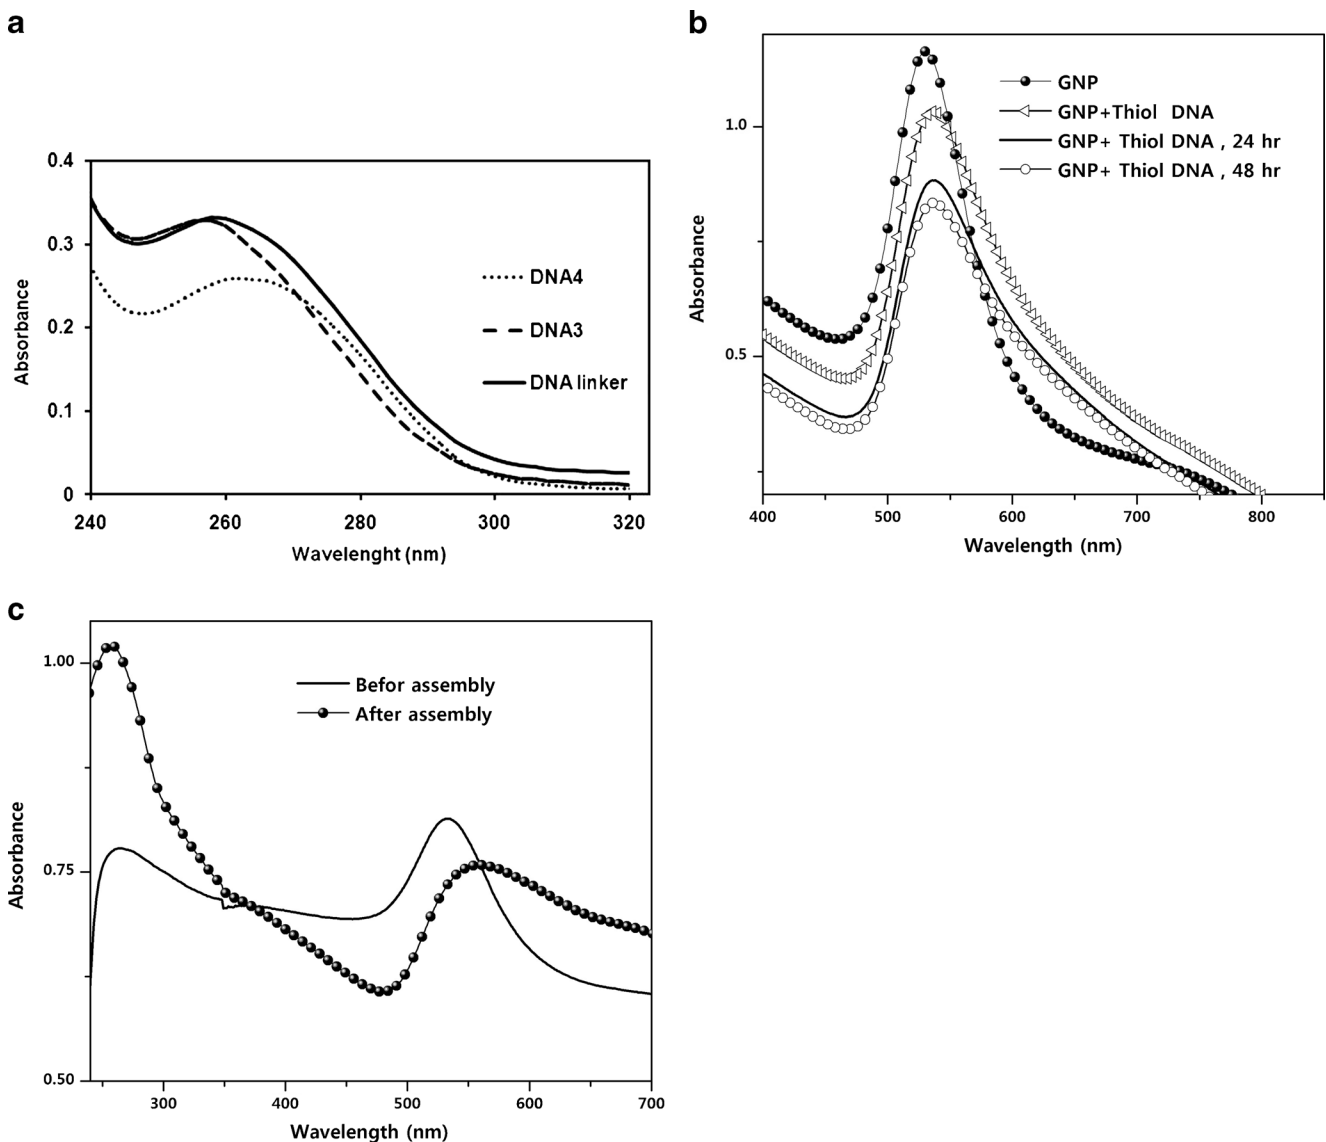 a
0.4
0.3
0.2
0.1
0
240
260
280
300
320
Absorbance
Wavelenght (nm)
DNA4
DNA3
DNA linker
b
1.0
0.5
400
500
600
700
800
Absorbance
Wavelength (nm)
GNP
GNP+Thiol DNA
GNP+ Thiol DNA , 24 hr
GNP+ Thiol DNA , 48 hr
c
1.00
0.75
0.50
300
400
500
600
700
Absorbance
Wavelength (nm)
Befor assembly
After assembly